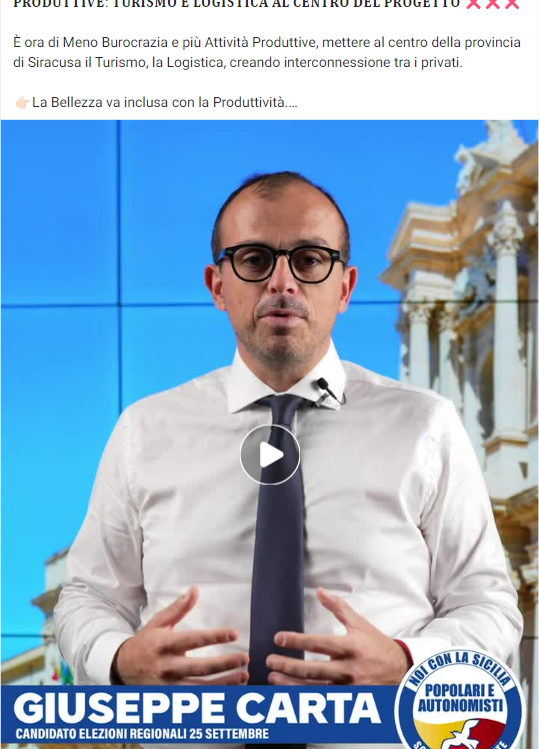 PRODUTTIVE: TURISMO E LOGISTICA AL CENTRO DEL PROGETTO ❌❌❌
È ora di Meno Burocrazia e più Attività Produttive, mettere al centro della provincia
di Siracusa il Turismo, la Logistica, creando interconnessione tra i privati.
👉🏻La Bellezza va inclusa con la Produttività....
NOI CON LA SICILIA
POPOLARI E
AUTONOMISTI
GIUSEPPE CARTA
CANDIDATO ELEZIONI REGIONALI 25 SETTEMBRE